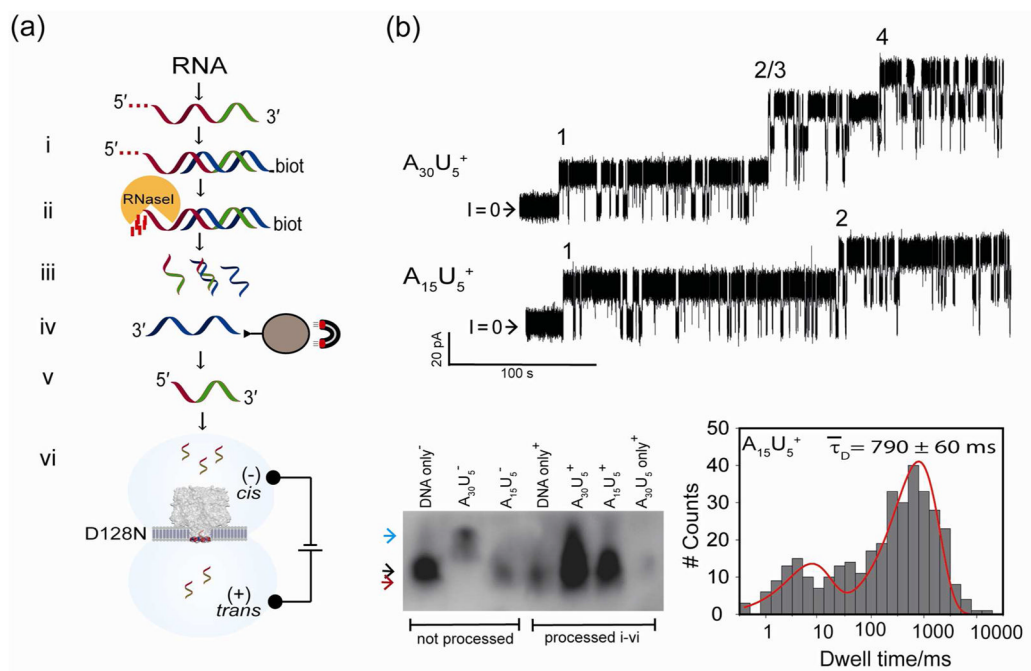 (a)
RNA
5′
3′
i
biot
RNaseI
ii
biot
iii
iv
3′
v
5′
3′
vi
(-)
cis
D128N
(+)
trans
(b)
4
2/3
1
A₃₀U₅⁺
I = 0
2
1
A₁₅U₅⁺
I = 0
20 pA
100 s
DNA only⁻
A₃₀U₅⁻
A₁₅U₅⁻
DNA only⁺
A₃₀U₅⁺
A₁₅U₅⁺
A₃₀U₅ only⁺
not processed
processed i-vi
A₁₅U₅⁺
τ̅D = 790 ± 60 ms
# Counts
50
40
30
20
10
0
1
10
100
1000
10000
Dwell time/ms